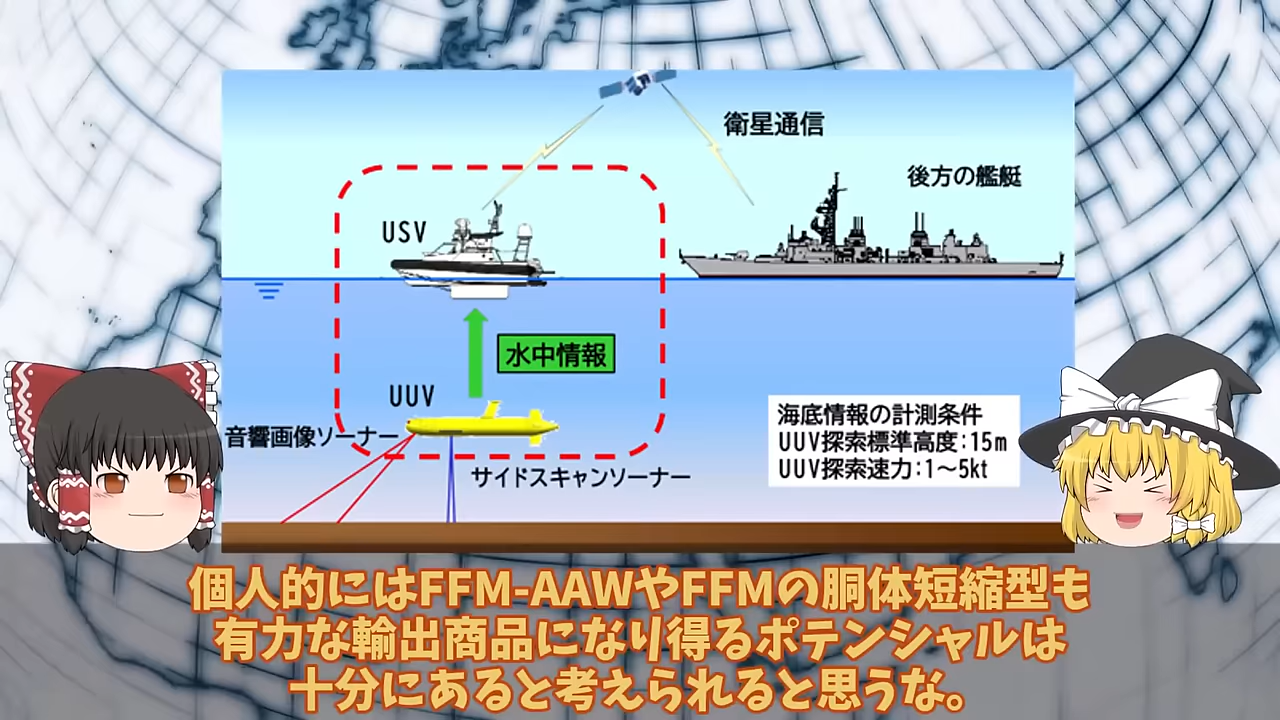 衛星通信
後方の艦艇
USV
水中情報
UUV
音響画像ソーナー
サイドスキャンソーナー
海底情報の計測条件
UUV探索標準高度：15m
UUV探索速力：1～5kt
個人的にはFFM-AAWやFFMの胴体短縮型も
有力な輸出商品になり得るポテンシャルは
十分にあると考えられると思うな。